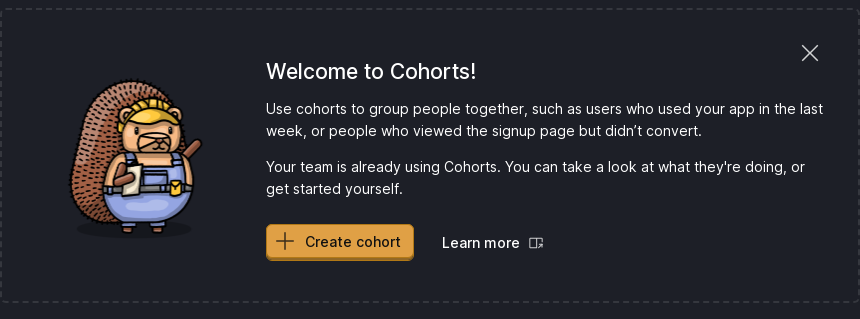 Welcome to Cohorts!
Use cohorts to group people together, such as users who used your app in the last
week, or people who viewed the signup page but didn’t convert.
Your team is already using Cohorts. You can take a look at what they're doing, or
get started yourself.
Create cohort
Learn more